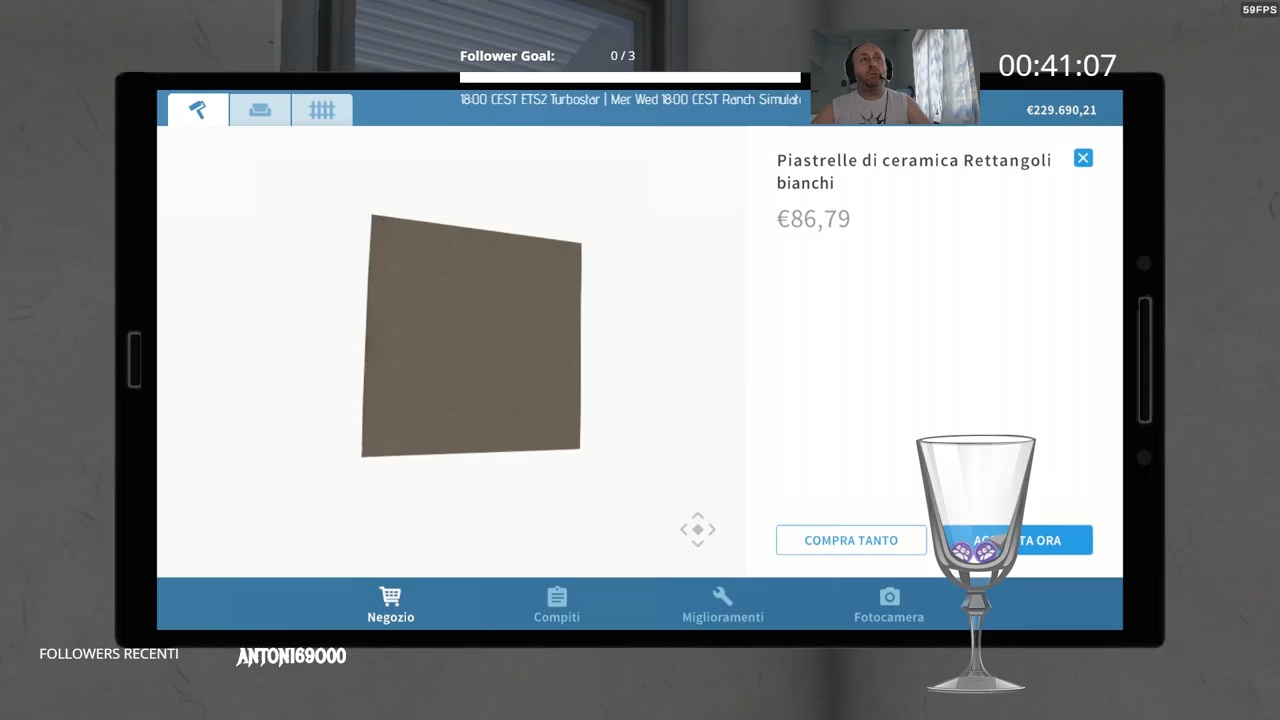 59FPS
Follower Goal:
0 / 3
00:41:07
18:00 CEST ETS2 Turbostar | Mer Wed 18:00 CEST Ranch
€229.690,21
Piastrelle di ceramica Rettangoli
bianchi
€86,79
COMPRA TANTO
ORA
Negozio
Compiti
Miglioramenti
Fotocamera
FOLLOWERS RECENTI
ANTONI69000